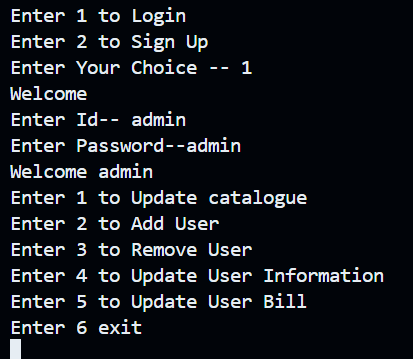 Enter 1 to Login
Enter 2 to Sign Up
Enter Your Choice -- 1
Welcome
Enter Id-- admin
Enter Password--admin
Welcome admin
Enter 1 to Update catalogue
Enter 2 to Add User
Enter 3 to Remove User
Enter 4 to Update User Information
Enter 5 to Update User Bill
Enter 6 exit